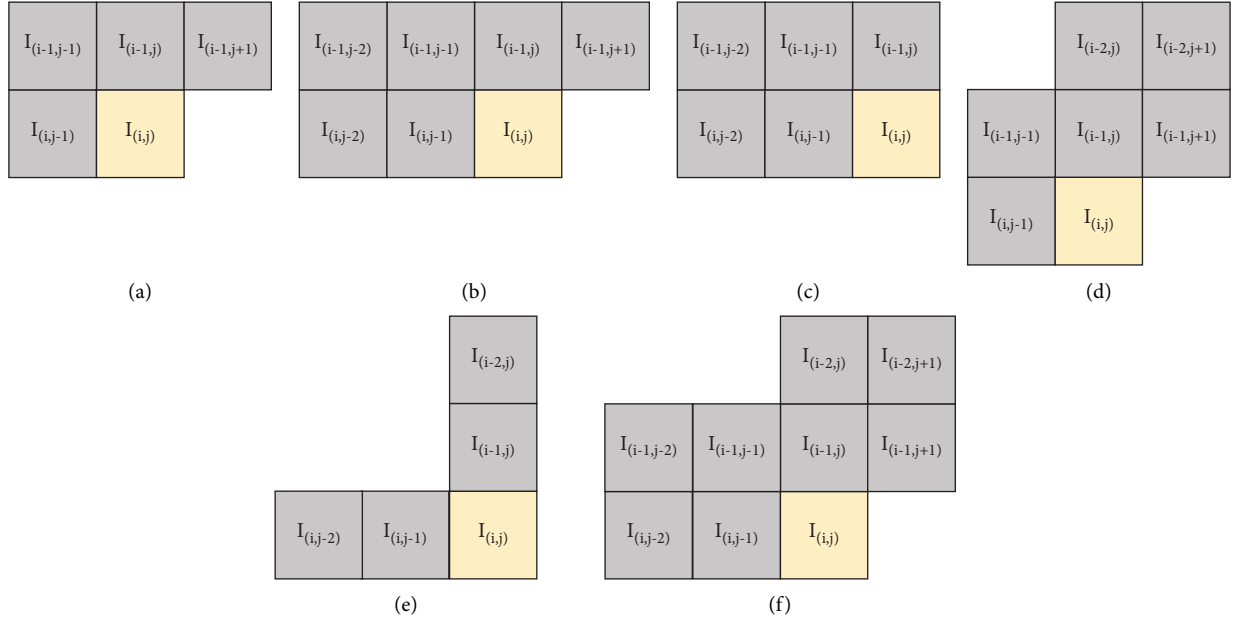 I(i-1,j-1) I(i-1,j) I(i-1,j+1)
I(i,j-1) I(i,j)
(a)
I(i-1,j-2) I(i-1,j-1) I(i-1,j) I(i-1,j+1)
I(i,j-2) I(i,j-1) I(i,j)
(b)
I(i-1,j-2) I(i-1,j-1) I(i-1,j)
I(i,j-2) I(i,j-1) I(i,j)
(c)
I(i-2,j) I(i-2,j+1)
I(i-1,j-1) I(i-1,j) I(i-1,j+1)
I(i,j-1) I(i,j)
(d)
I(i-2,j)
I(i-1,j)
I(i,j-2) I(i,j-1) I(i,j)
(e)
I(i-2,j) I(i-2,j+1)
I(i-1,j-2) I(i-1,j-1) I(i-1,j) I(i-1,j+1)
I(i,j-2) I(i,j-1) I(i,j)
(f)